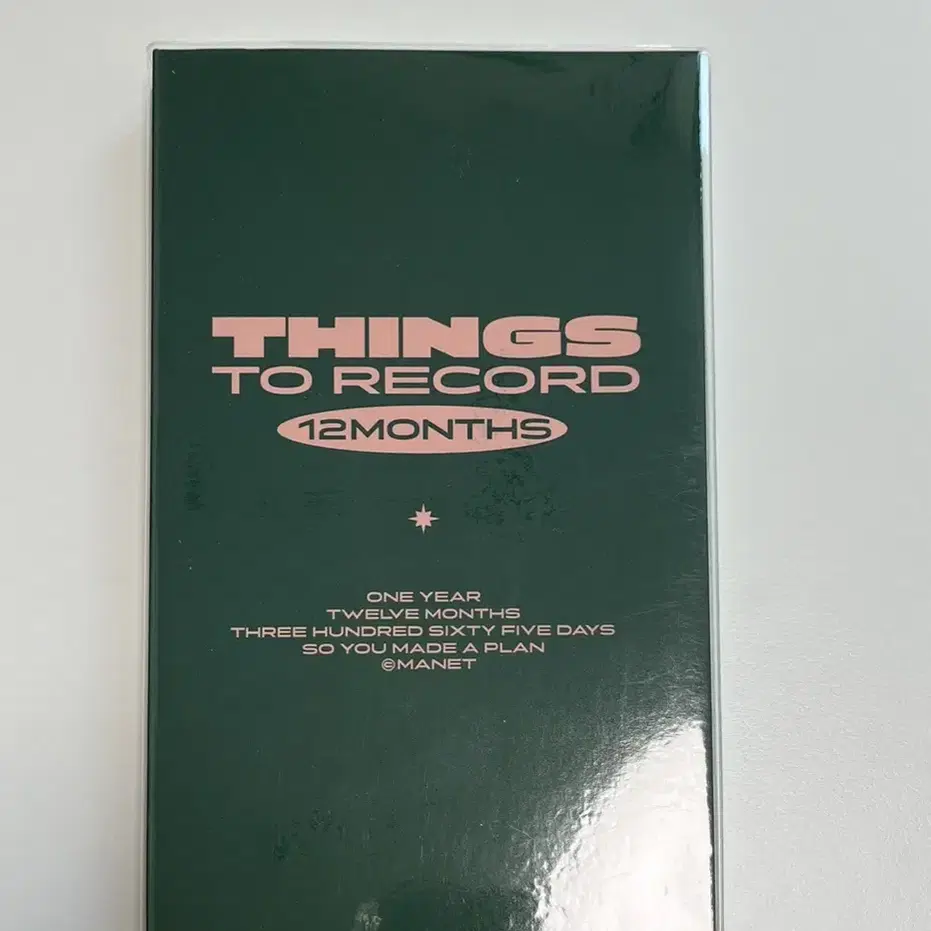 THINGS
TO RECORD
12MONTHS
ONE YEAR
TWELVE MONTHS
THREE HUNDRED SIXTY FIVE DAYS
SO YOU MADE A PLAN
©MANET